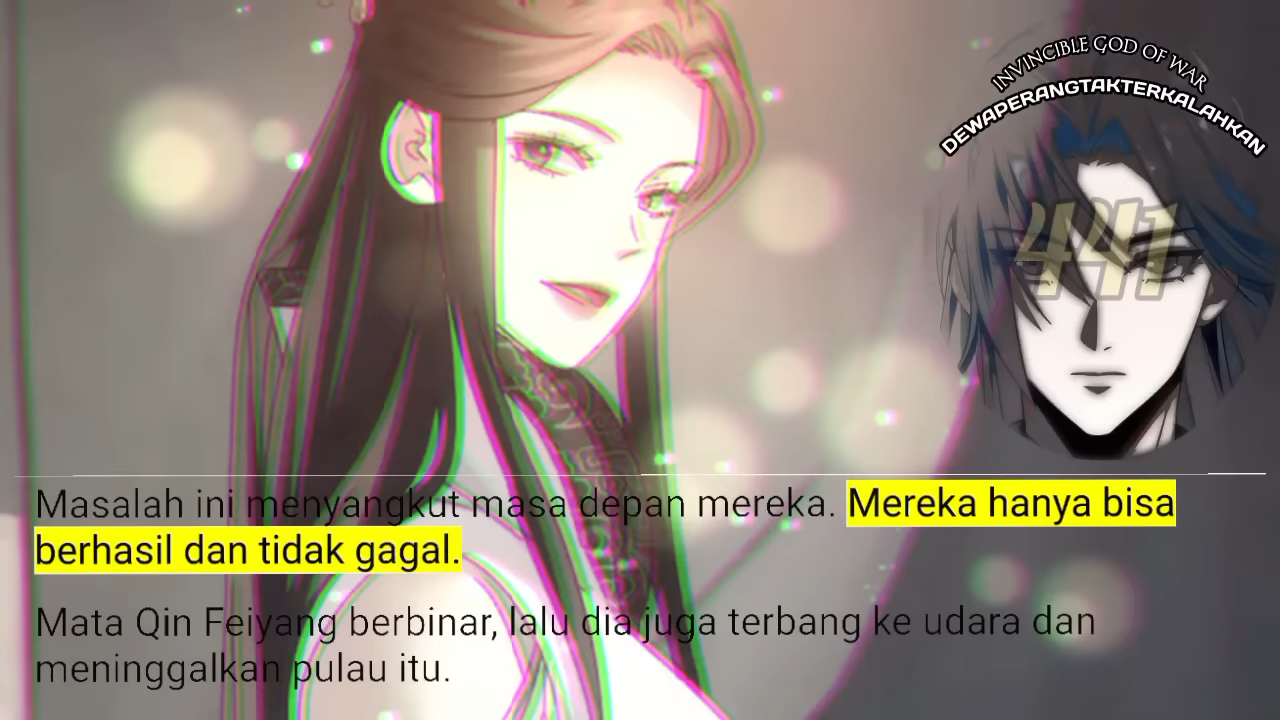 INVINCIBLE GOD OF WAR
DEWAPERANGTAKTERKALAHKAN
441
Masalah ini menyangkut masa depan mereka. Mereka hanya bisa
berhasil dan tidak gagal.
Mata Qin Feiyang berbinar, lalu dia juga terbang ke udara dan
meninggalkan pulau itu.